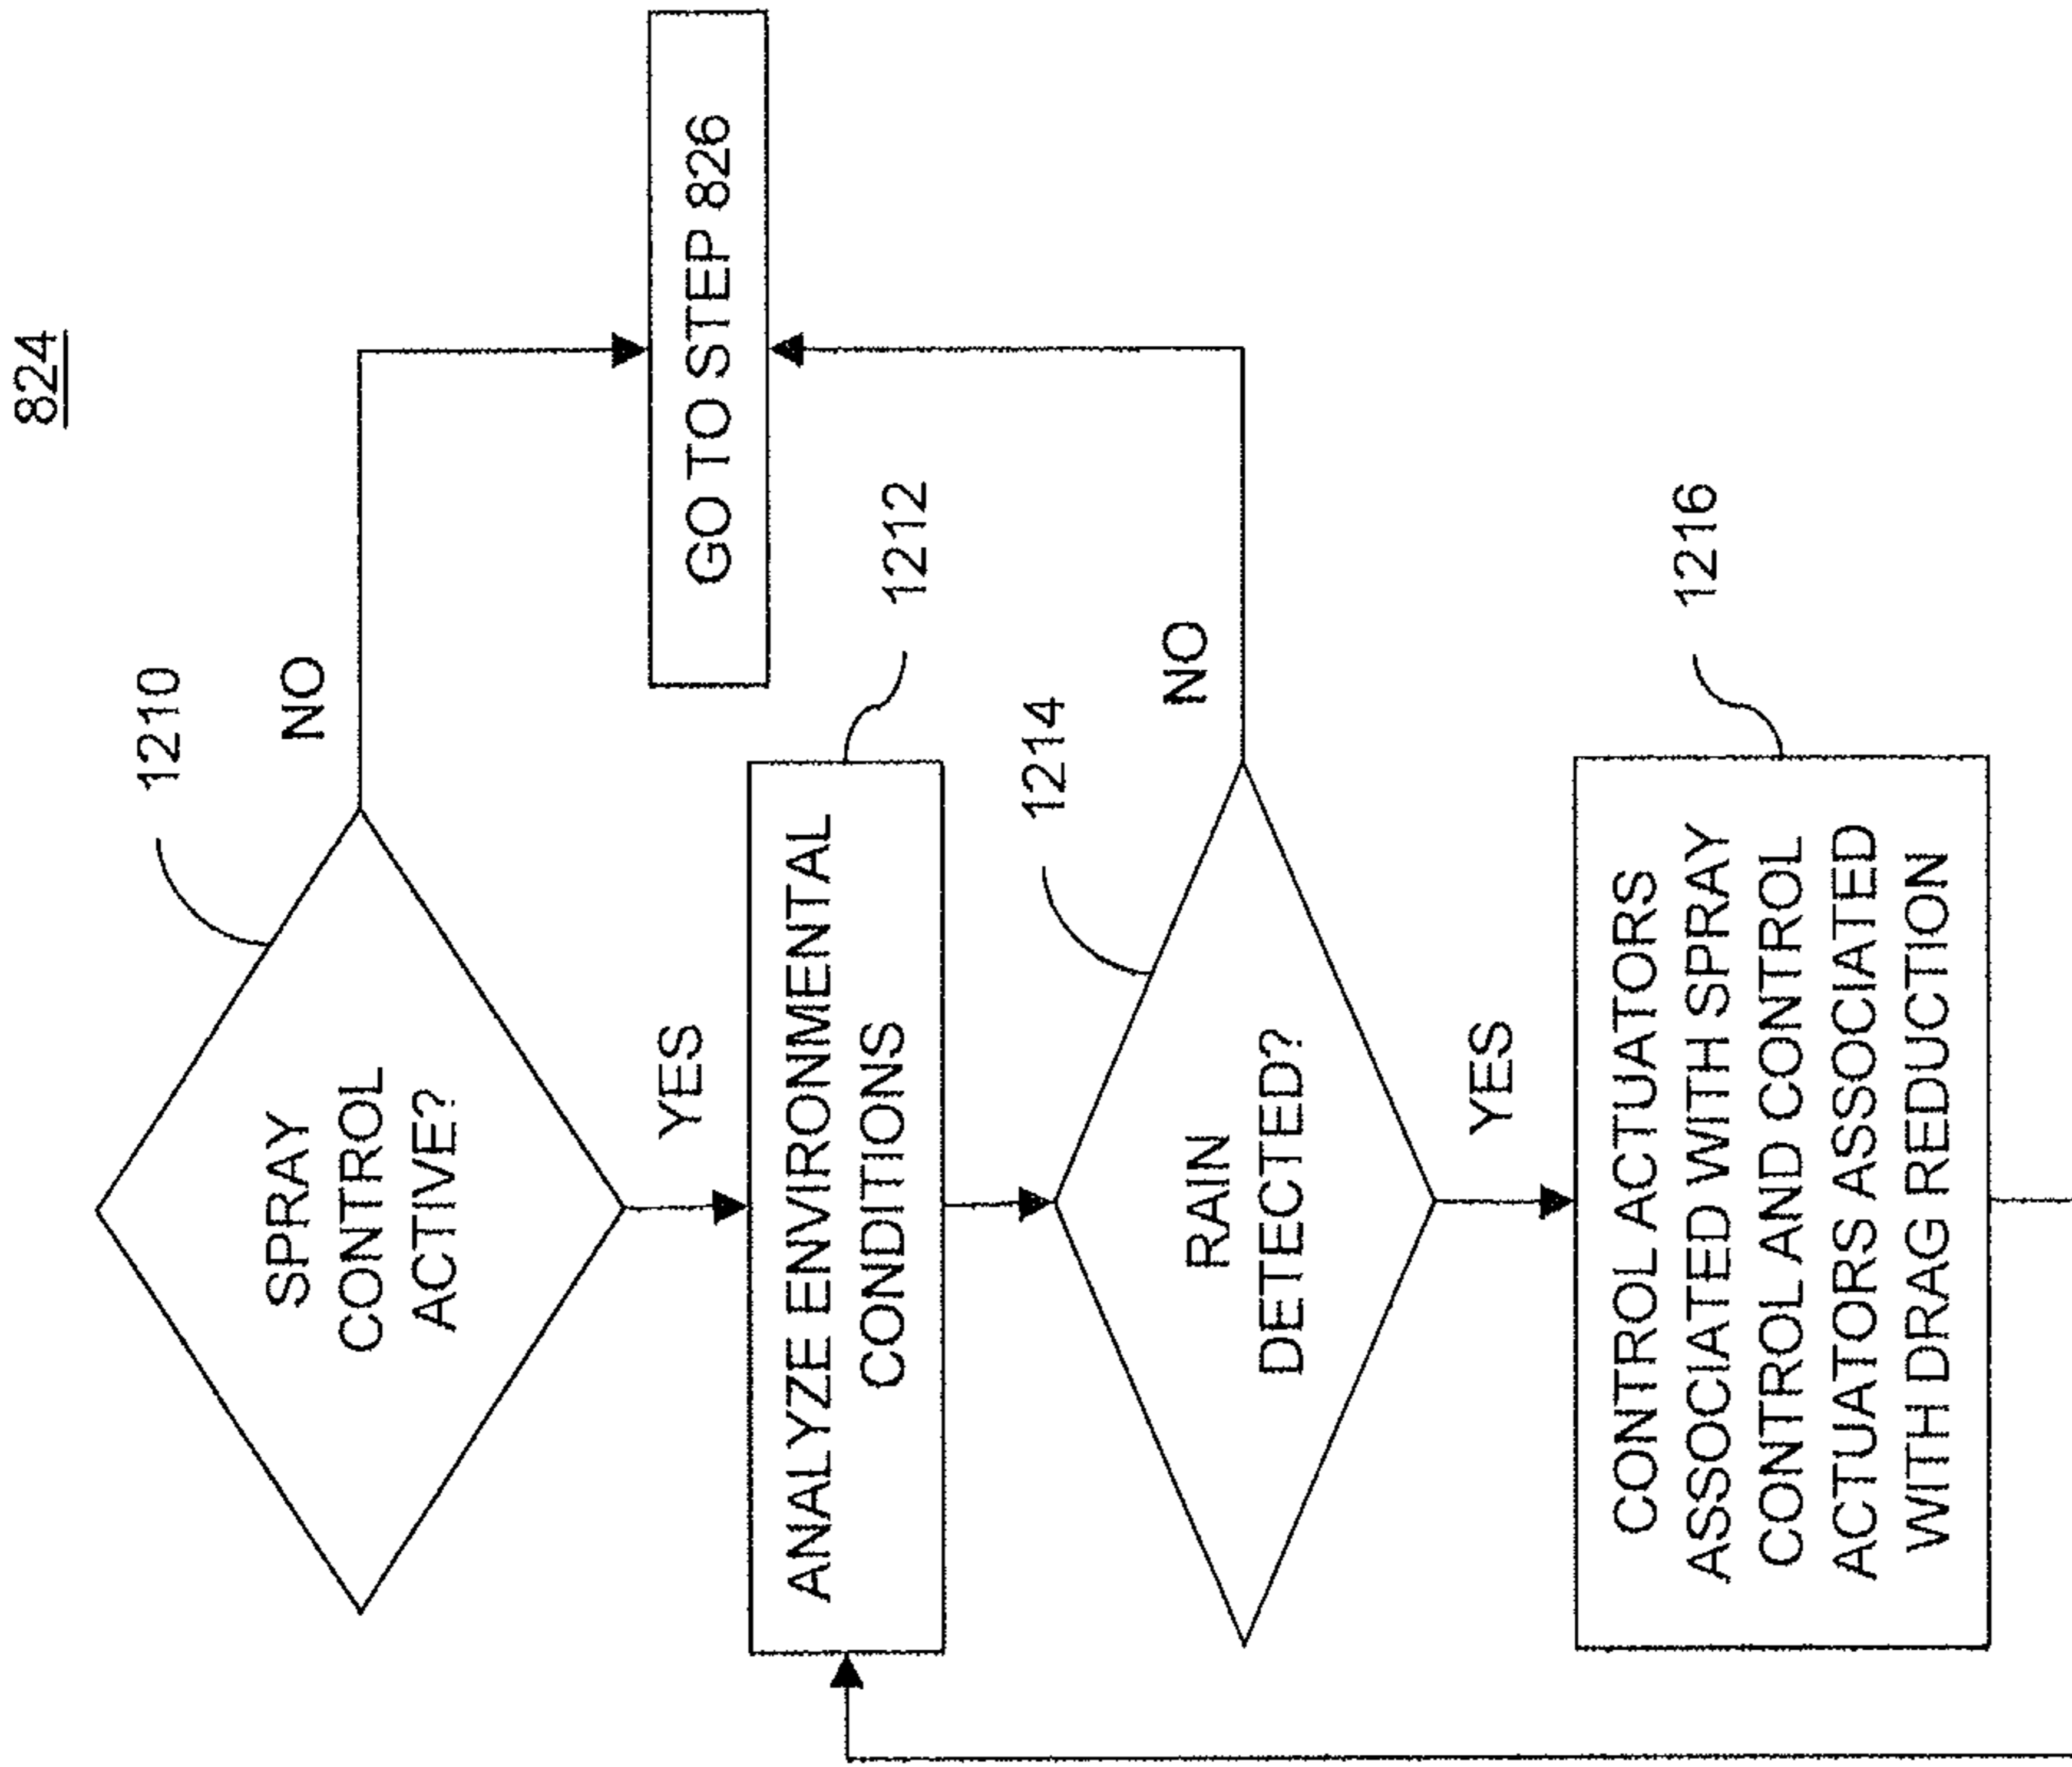 824
1210
SPRAY
CONTROL
ACTIVE?
NO
YES
GO TO STEP 826
1212
ANALYZE ENVIRONMENTAL
CONDITIONS
1214
RAIN
DETECTED?
NO
YES
1216
CONTROL ACTUATORS
ASSOCIATED WITH SPRAY
CONTROL AND CONTROL
ACTUATORS ASSOCIATED
WITH DRAG REDUCTION